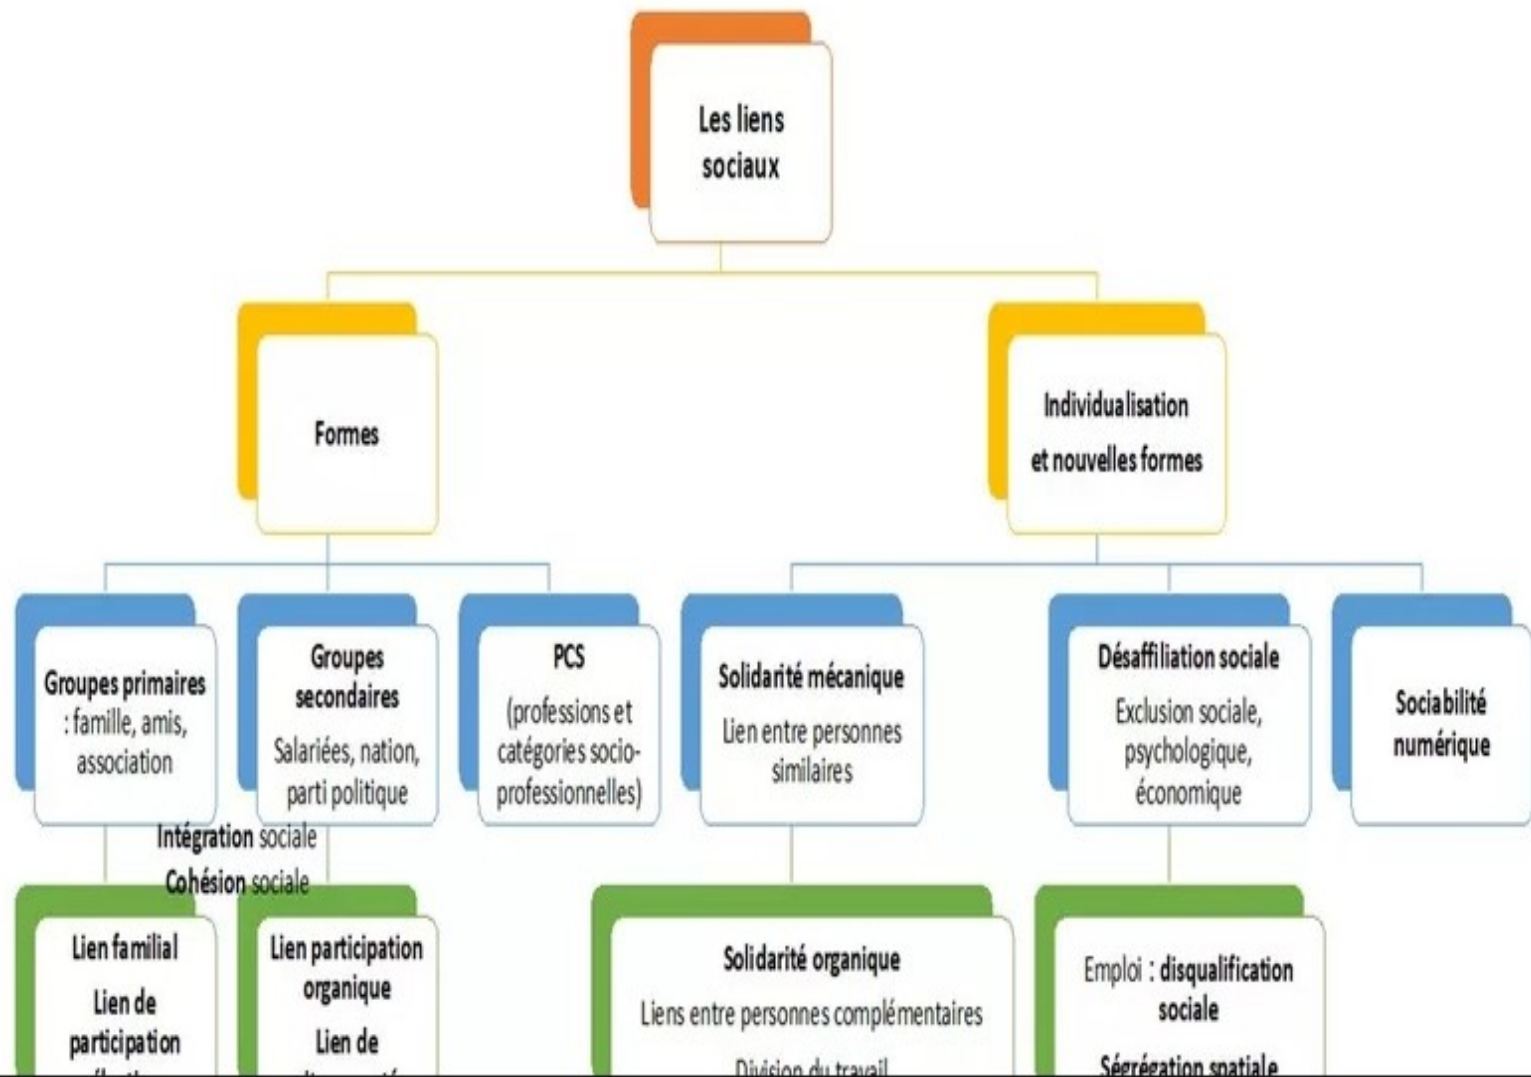 Les liens
sociaux
Formes
Individualisation
et nouvelles formes
Groupes primaires
: famille, amis,
association
Groupes
secondaires
Salariées, nation,
parti politique
PCS
(professions et
catégories socio-
professionnelles)
Solidarité mécanique
Lien entre personnes
similaires
Désaffiliation sociale
Exclusion sociale,
psychologique,
économique
Sociabilité
numérique
Intégration sociale
Cohésion sociale
Lien familial
Lien de
participation
Lien participation
organique
Lien de
Solidarité organique
Liens entre personnes complémentaires
Division du travail
Emploi : disqualification
sociale
Ségrégation spatiale